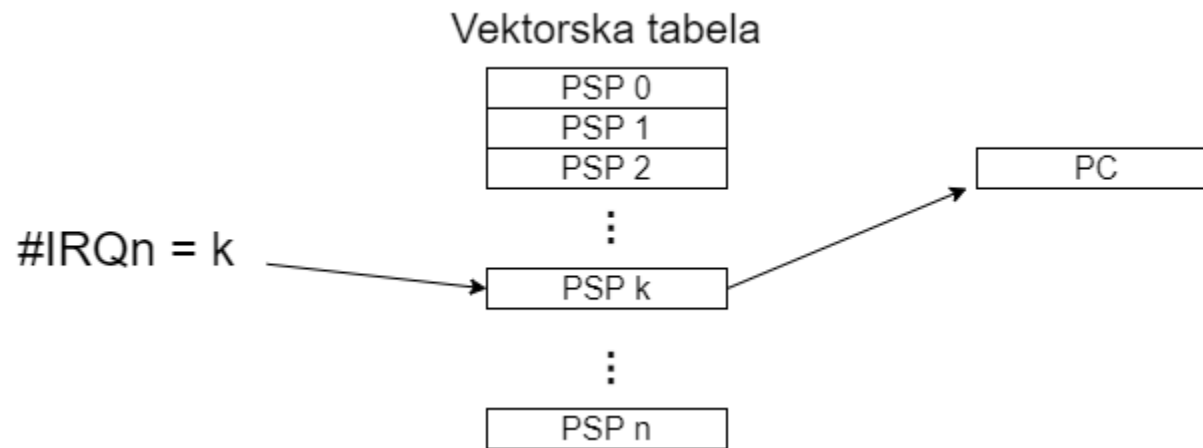 Vektorska tabela
PSP 0
PSP 1
PSP 2
PC
⋮
#IRQn = k
PSP k
⋮
PSP n